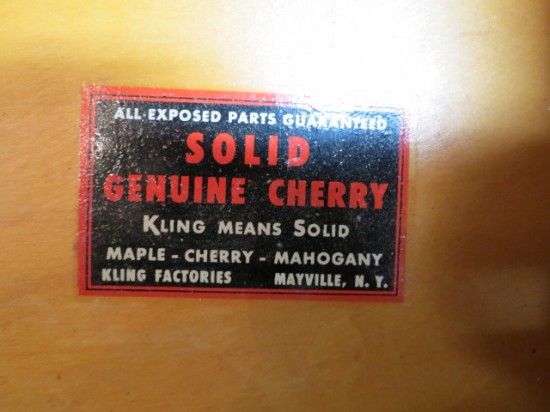 ALL EXPOSED PARTS GUARANTEED
SOLID
GENUINE CHERRY
KLING MEANS SOLID
MAPLE - CHERRY - MAHOGANY
KLING FACTORIES MAYVILLE, N. Y.